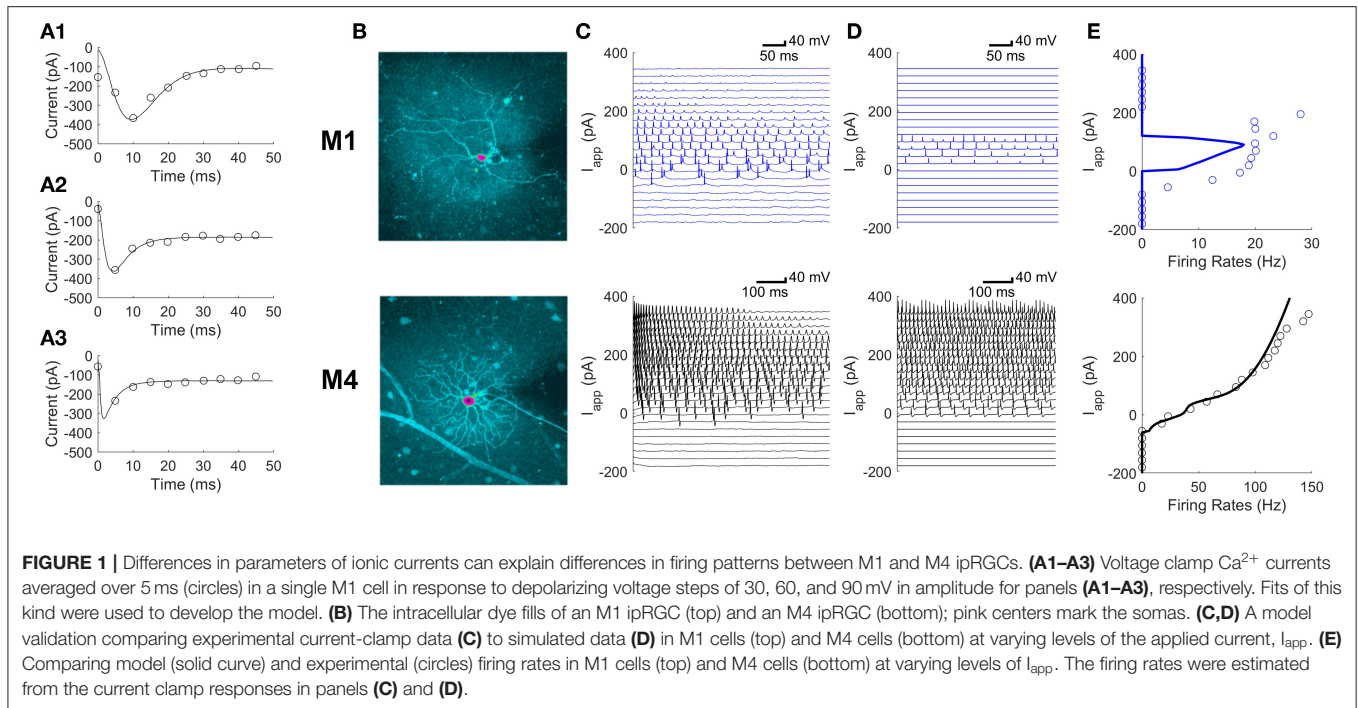 A1
0
-100
-200
-300
-400
-500
Current (pA)
0 10 20 30 40 50
Time (ms)
A2
0
-100
-200
-300
-400
-500
Current (pA)
0 10 20 30 40 50
Time (ms)
A3
0
-100
-200
-300
-400
-500
Current (pA)
0 10 20 30 40 50
Time (ms)
B
M1
M4
C
40 mV
50 ms
400
200
0
-200
I_app (pA)
40 mV
100 ms
400
200
0
-200
I_app (pA)
D
40 mV
50 ms
400
200
0
-200
I_app (pA)
40 mV
100 ms
400
200
0
-200
I_app (pA)
E
400
200
0
-200
I_app (pA)
0 10 20 30
Firing Rates (Hz)
400
200
0
-200
I_app (pA)
0 50 100 150
Firing Rates (Hz)
FIGURE 1 | Differences in parameters of ionic currents can explain differences in firing patterns between M1 and M4 ipRGCs. (A1–A3) Voltage clamp Ca2+ currents
averaged over 5 ms (circles) in a single M1 cell in response to depolarizing voltage steps of 30, 60, and 90 mV in amplitude for panels (A1–A3), respectively. Fits of this
kind were used to develop the model. (B) The intracellular dye fills of an M1 ipRGC (top) and an M4 ipRGC (bottom); pink centers mark the somas. (C,D) A model
validation comparing experimental current-clamp data (C) to simulated data (D) in M1 cells (top) and M4 cells (bottom) at varying levels of the applied current, I_app. (E)
Comparing model (solid curve) and experimental (circles) firing rates in M1 cells (top) and M4 cells (bottom) at varying levels of I_app. The firing rates were estimated
from the current clamp responses in panels (C) and (D).